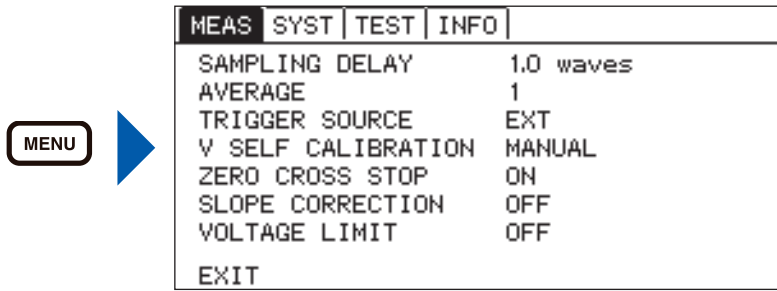 MENU
MEAS SYST TEST INFO
SAMPLING DELAY 1.0 waves
AVERAGE 1
TRIGGER SOURCE EXT
V SELF CALIBRATION MANUAL
ZERO CROSS STOP ON
SLOPE CORRECTION OFF
VOLTAGE LIMIT OFF
EXIT